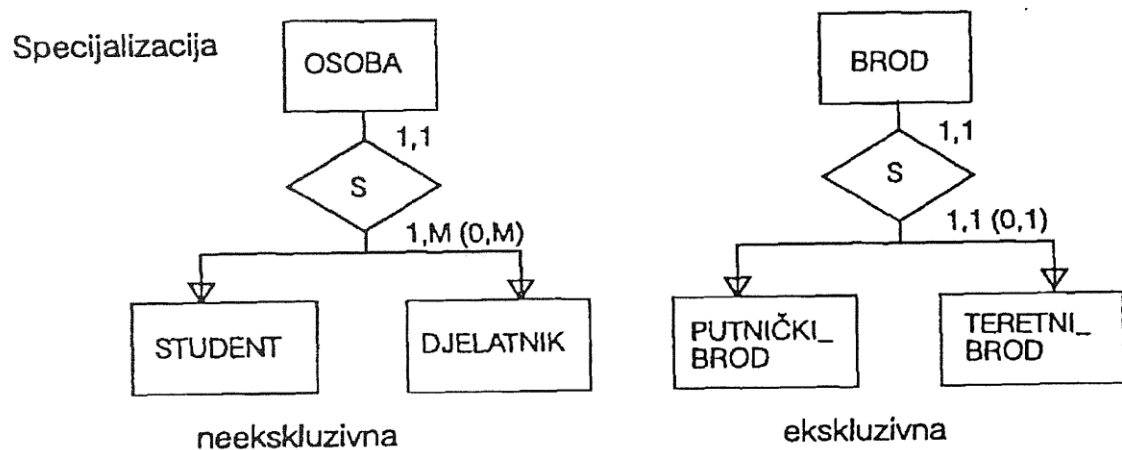 Specijalizacija
OSOBA
1,1
S
1,M (0,M)
STUDENT
DJELATNIK
neekskluzivna
BROD
1,1
S
1,1 (0,1)
PUTNIČKI_
BROD
TERETNI_
BROD
ekskluzivna